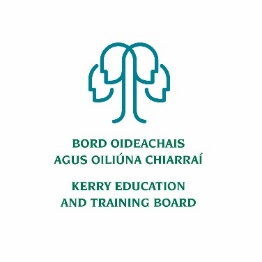 BORD OIDEACHAIS
AGUS OILIÚNA CHIARRAÍ
KERRY EDUCATION
AND TRAINING BOARD